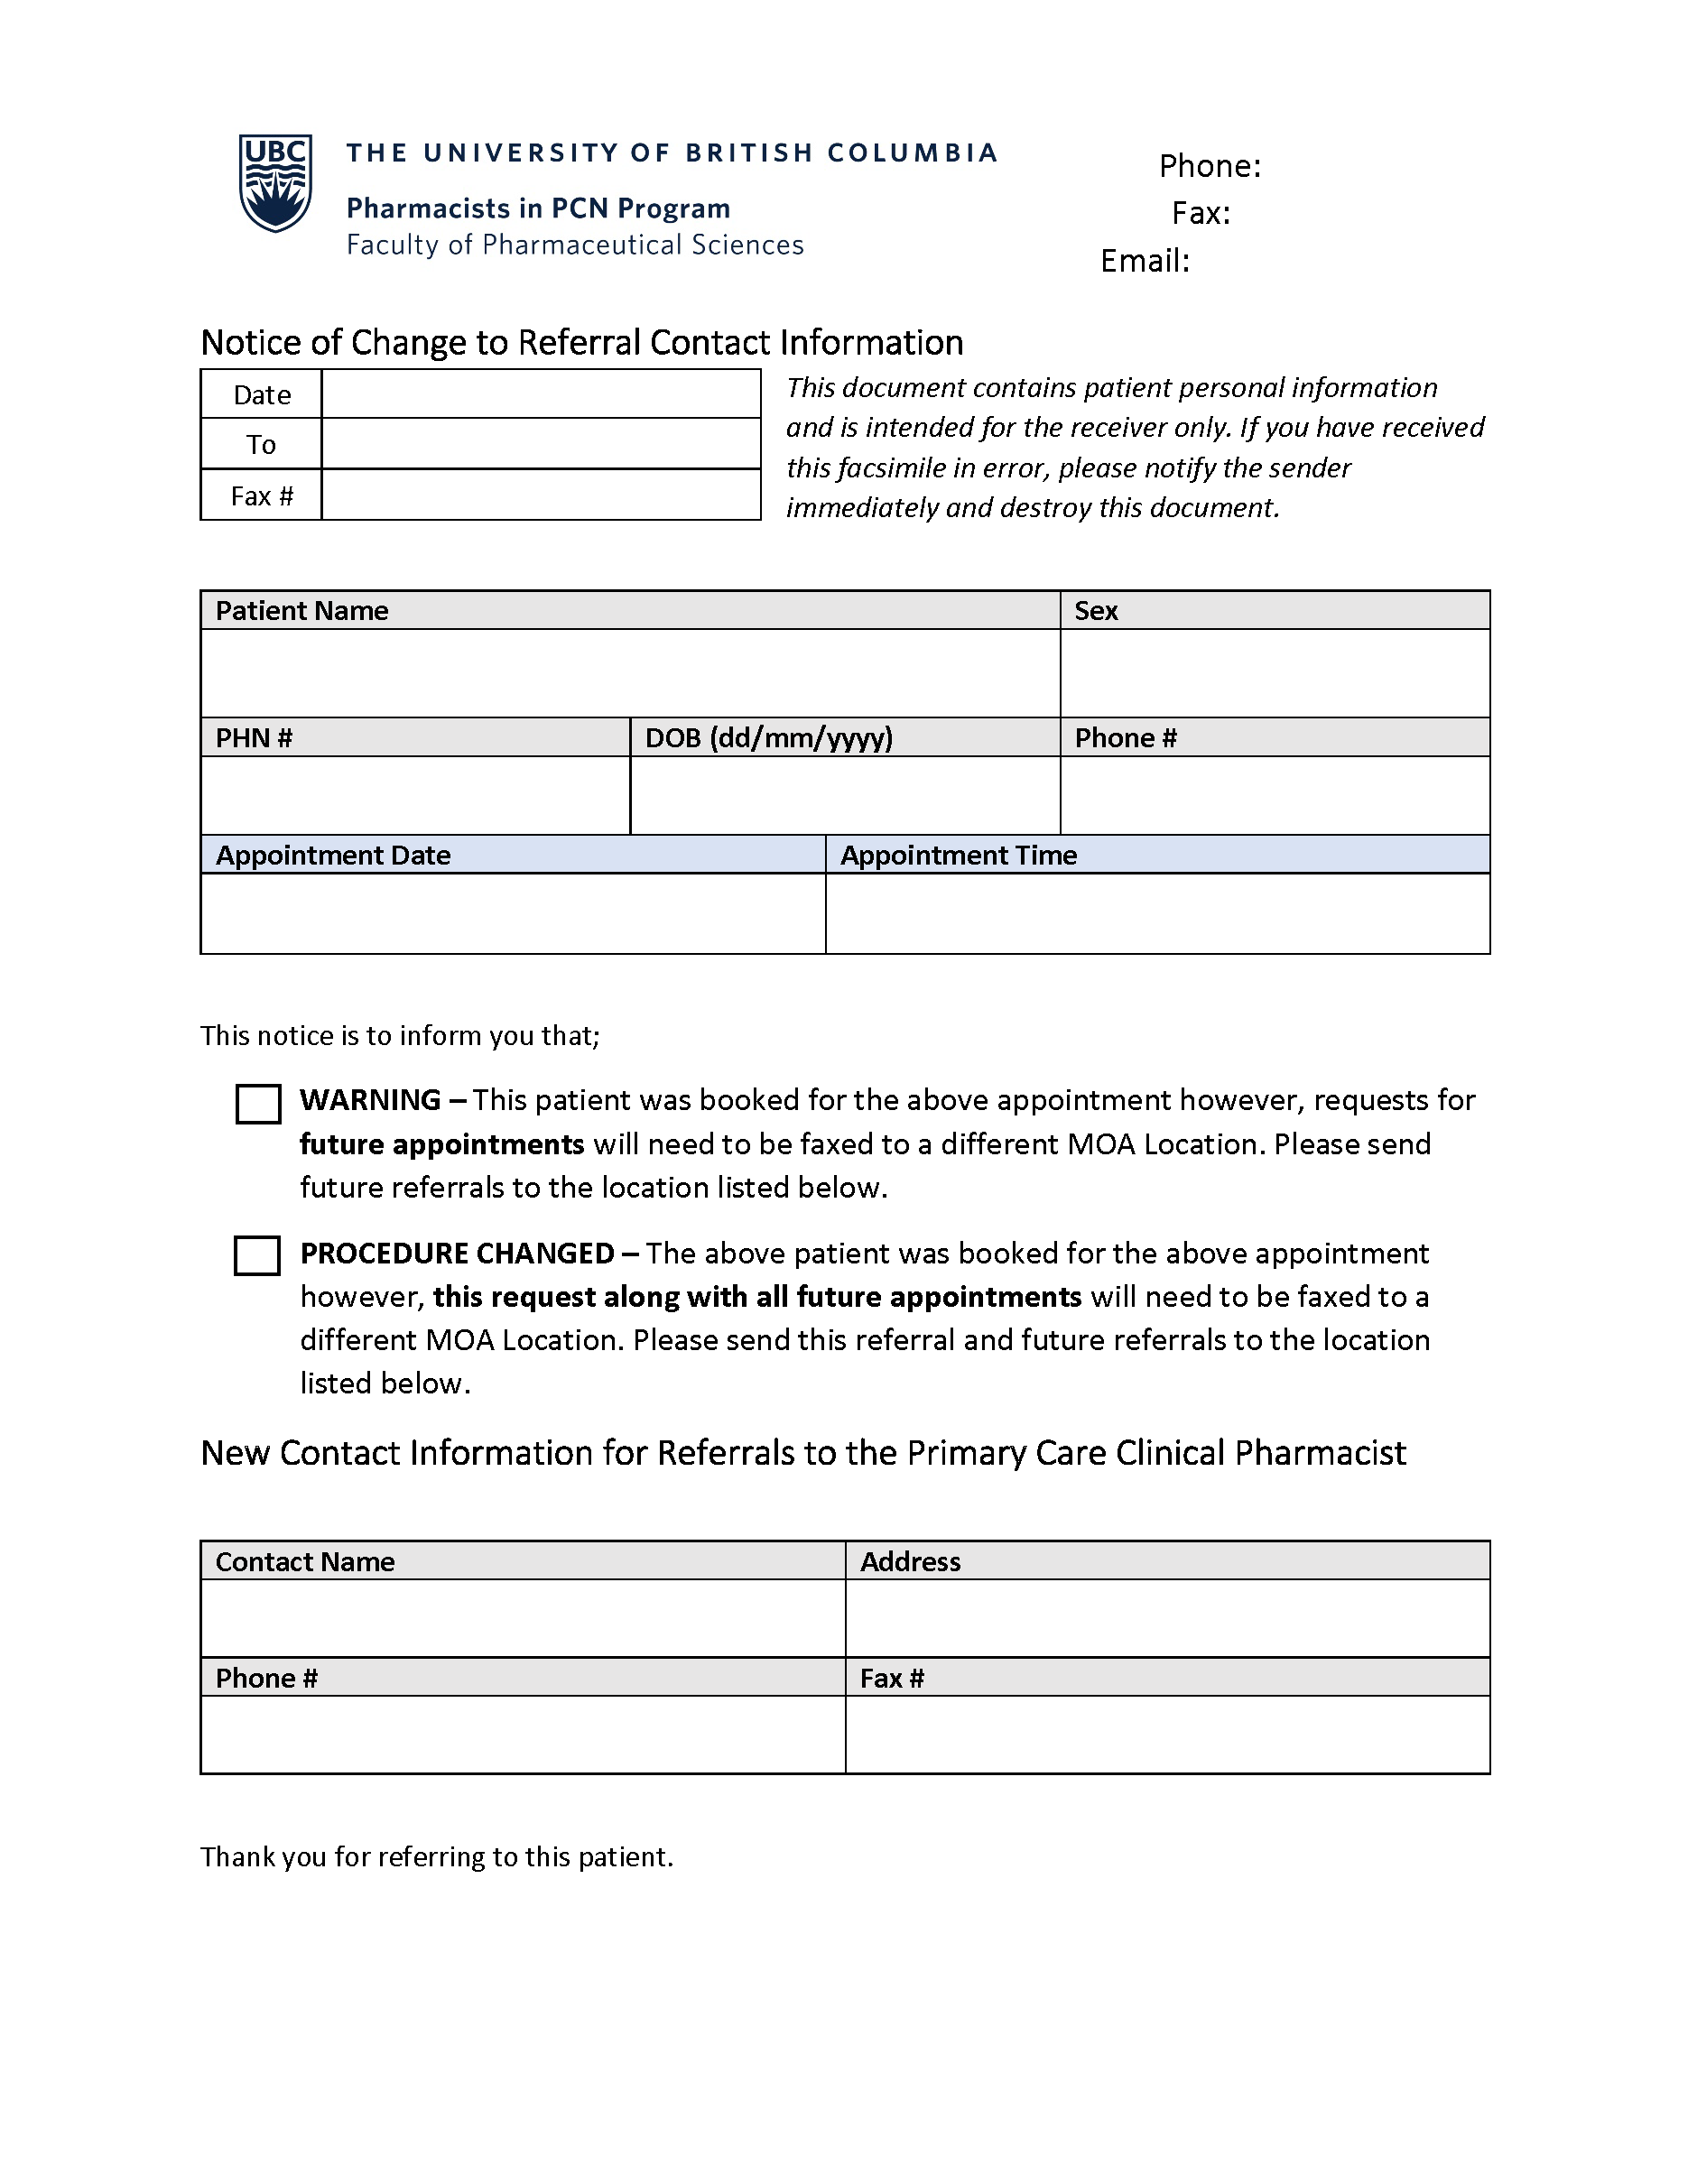 UBC
THE UNIVERSITY OF BRITISH COLUMBIA
Pharmacists in PCN Program
Faculty of Pharmaceutical Sciences
Phone:
Fax:
Email:
Notice of Change to Referral Contact Information
Date
To
Fax #
This document contains patient personal information
and is intended for the receiver only. If you have received
this facsimile in error, please notify the sender
immediately and destroy this document.
Patient Name
Sex
PHN #
DOB (dd/mm/yyyy)
Phone #
Appointment Date
Appointment Time
This notice is to inform you that;
WARNING – This patient was booked for the above appointment however, requests for
future appointments will need to be faxed to a different MOA Location. Please send
future referrals to the location listed below.
PROCEDURE CHANGED – The above patient was booked for the above appointment
however, this request along with all future appointments will need to be faxed to a
different MOA Location. Please send this referral and future referrals to the location
listed below.
New Contact Information for Referrals to the Primary Care Clinical Pharmacist
Contact Name
Address
Phone #
Fax #
Thank you for referring to this patient.